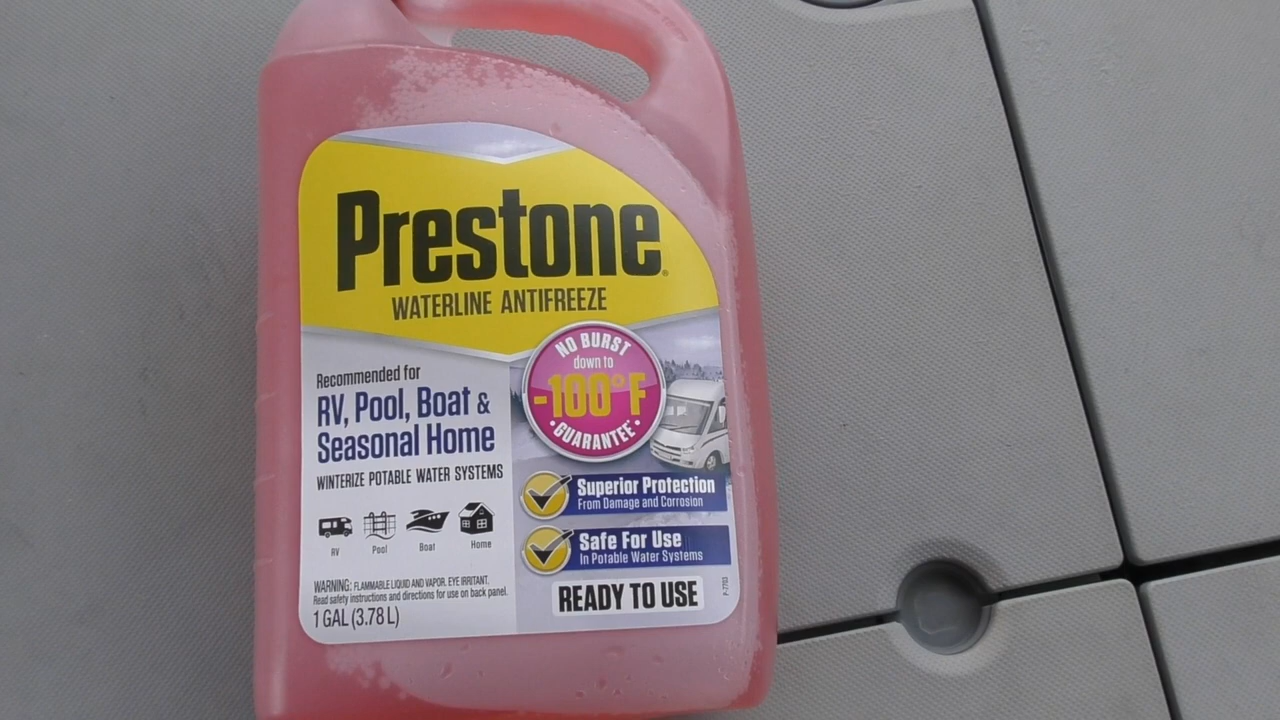 Prestone®
WATERLINE ANTIFREEZE
NO BURST
down to
-100°F
• GUARANTEE •
Recommended for
RV, Pool, Boat &
Seasonal Home
WINTERIZE POTABLE WATER SYSTEMS
RV Pool Boat Home
Superior Protection
From Damage and Corrosion
Safe For Use
In Potable Water Systems
READY TO USE
WARNING: FLAMMABLE LIQUID AND VAPOR. EYE IRRITANT.
Read safety instructions and directions for use on back panel.
1 GAL (3.78 L)